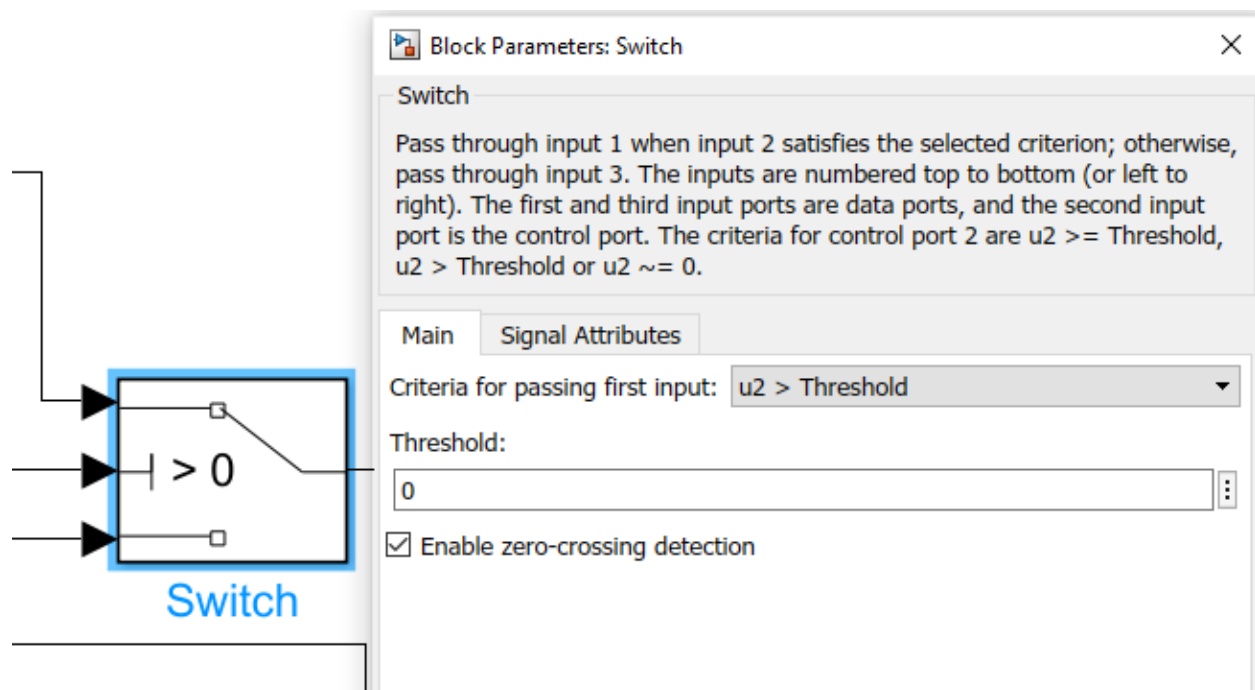 Block Parameters: Switch
Switch
Pass through input 1 when input 2 satisfies the selected criterion; otherwise,
pass through input 3. The inputs are numbered top to bottom (or left to
right). The first and third input ports are data ports, and the second input
port is the control port. The criteria for control port 2 are u2 >= Threshold,
u2 > Threshold or u2 ~= 0.
Main Signal Attributes
Criteria for passing first input: u2 > Threshold
Threshold:
0
Enable zero-crossing detection
> 0
Switch